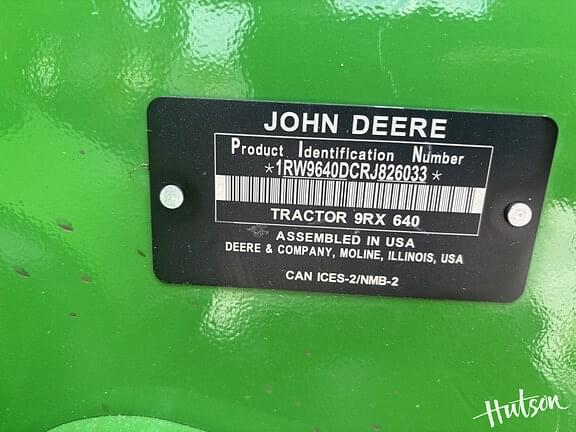 JOHN DEERE
Product Identification Number
*1RW9640DCRJ826033*
TRACTOR 9RX 640
ASSEMBLED IN USA
DEERE & COMPANY, MOLINE, ILLINOIS, USA
CAN ICES-2/NMB-2
Hutson